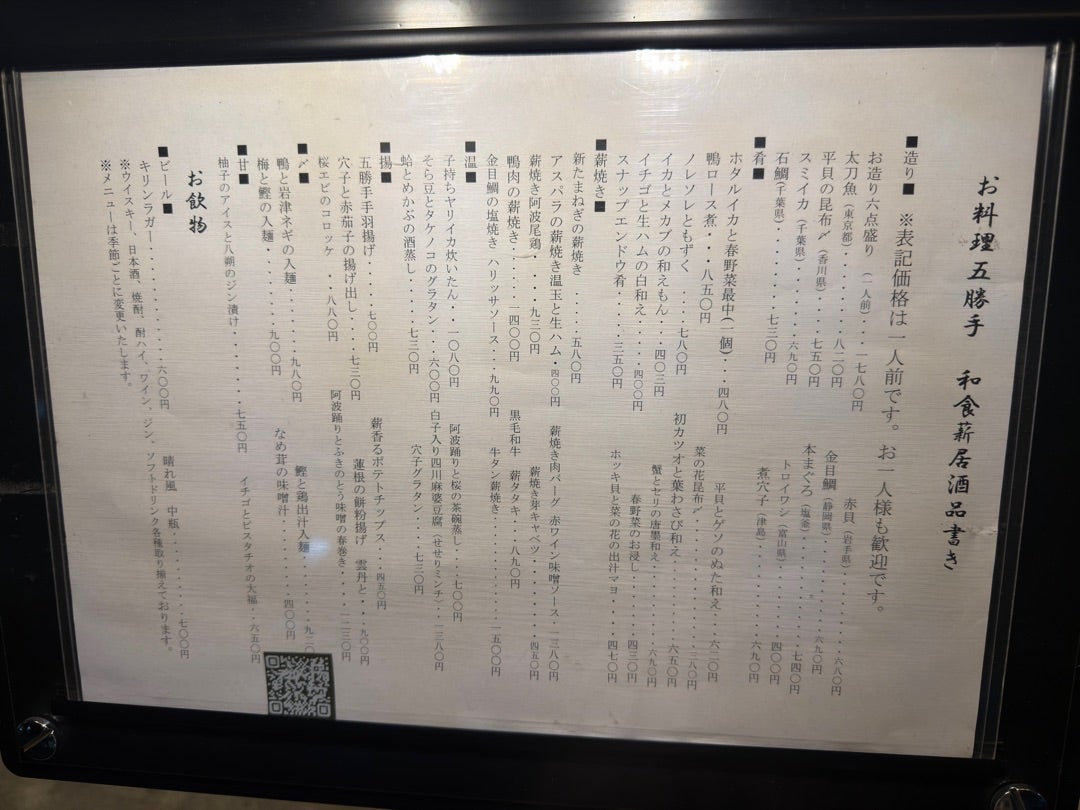 お料理五勝手　和食薪居酒品書き
■造り■　※表記価格は一人前です。お一人様も歓迎です。
お造り六点盛り　（一人前）・・一七八〇円
太刀魚（東京都）・・・・・・・八二〇円　赤貝（岩手県）・・・・・・・六八〇円
平貝の昆布〆（香川県）・・・・七五〇円　金目鯛（静岡県）・・・・・・六九〇円
スミイカ（千葉県）・・・・・・六九〇円　本まぐろ（塩釜）・・・・・・七四〇円
石鯛（千葉県）・・・・・・・・七三〇円　トロイワシ（富山県）・・・・四〇〇円
煮穴子（津島）・・・・・・・・六九〇円
■肴■
ホタルイカと春野菜最中（一個）・・・四八〇円　平貝とゲソのぬた和え・・六二〇円
鴨ロース煮・・・八五〇円　菜の花昆布〆・・・・・・三八〇円
ノレソレともずく　・・・・七八〇円　初カツオと葉わさび和え・・・六五〇円
イカとメカブの和えもん・・・四〇三円　蟹とセリの唐墨和え・・・・・六九〇円
イチゴと生ハムの白和え・・・四〇〇円　春野菜のお浸し・・・・・・・四三〇円
スナップエンドウ肴・・・・・三五〇円　ホッキ貝と菜の花の出汁マヨ・・・四七〇円
■薪焼き■
新たまねぎの薪焼き・・・・・・五八〇円
アスパラの薪焼き温玉と生ハム・四〇〇円　薪焼き肉バーグ　赤ワイン味噌ソース・・一三八〇円
薪焼き阿波尾鶏・・・・・九三〇円　薪焼き芽キャベツ・・・・・・四五〇円
鴨肉の薪焼き・・・・・一四〇〇円　黒毛和牛　薪タタキ・・・一八九〇円
金目鯛の塩焼き　ハリッサソース・・・九九〇円　牛タン薪焼き・・・・・・・・一五〇〇円
■温■
子持ちヤリイカ炊いたん・・一〇八〇円　阿波踊りと桜の茶碗蒸し・・・七〇〇円
そら豆とタケノコのグラタン・・・六〇〇円　白子入り四川麻婆豆腐（せせりミンチ）・一三八〇円
蛤とめかぶの酒蒸し・・・・・七三〇円　穴子グラタン・・・・七三〇円
■揚■
五勝手手羽揚げ・・・・・七〇〇円　薪香るポテトチップス・・・四五〇円
穴子と赤茄子の揚げ出し・・・・七三〇円　蓮根の餅粉揚げ　雲丹と・・九〇〇円
桜エビのコロッケ　・・・・八八〇円　阿波踊りとふきのとう味噌の春巻き・・・一三〇円
■〆■
鴨と岩津ネギの入麺・・・・・・・九八〇円　鰹と鶏出汁入麺
梅と鰹の入麺・・・・・・・九〇〇円　なめ茸の味噌汁・・・・・・・四〇〇円
■甘■
柚子のアイスと八朔のジン漬け・・・・・・・七五〇円　イチゴとピスタチオの大福・・六五〇円
お飲物
■ビール■
キリンラガー・・・・・・・・・・六〇〇円　晴れ風　中瓶・・・・・・・・七〇〇円
※ウイスキー、日本酒、焼酎、酎ハイ、ワイン、ジン、ソフトドリンク各種取り揃えております。
※メニューは季節ごとに変更いたします。